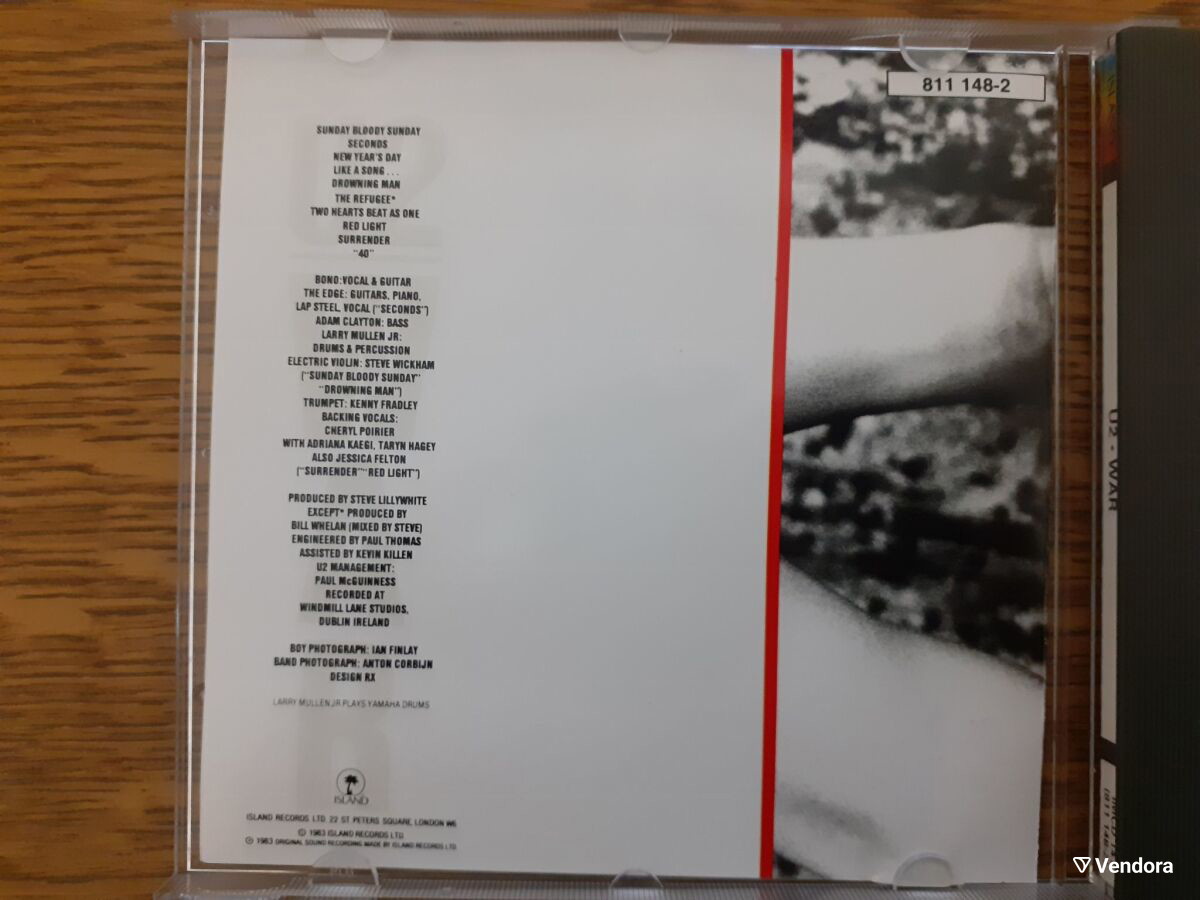 811 148-2
SUNDAY BLOODY SUNDAY
SECONDS
NEW YEAR'S DAY
LIKE A SONG . . .
DROWNING MAN
THE REFUGEE*
TWO HEARTS BEAT AS ONE
RED LIGHT
SURRENDER
"40"
BONO: VOCAL & GUITAR
THE EDGE: GUITARS, PIANO,
LAP STEEL, VOCAL ("SECONDS")
ADAM CLAYTON: BASS
LARRY MULLEN JR:
DRUMS & PERCUSSION
ELECTRIC VIOLIN: STEVE WICKHAM
("SUNDAY BLOODY SUNDAY"
"DROWNING MAN")
TRUMPET: KENNY FRADLEY
BACKING VOCALS:
CHERYL POIRIER
WITH ADRIANA KAEGI, TARYN HAGEY
ALSO JESSICA FELTON
("SURRENDER" "RED LIGHT")
PRODUCED BY STEVE LILLYWHITE
EXCEPT* PRODUCED BY
BILL WHELAN (MIXED BY STEVE)
ENGINEERED BY PAUL THOMAS
ASSISTED BY KEVIN KILLEN
U2 MANAGEMENT:
PAUL McGUINNESS
RECORDED AT
WINDMILL LANE STUDIOS,
DUBLIN IRELAND
BOY PHOTOGRAPH: IAN FINLAY
BAND PHOTOGRAPH: ANTON CORBIJN
DESIGN RX
LARRY MULLEN JR PLAYS YAMAHA DRUMS
ISLAND
ISLAND RECORDS LTD. 22 ST. PETERS SQUARE, LONDON W6
© 1983 ISLAND RECORDS LTD.
℗ 1983 ORIGINAL SOUND RECORDING MADE BY ISLAND RECORDS LTD.
U2 - WAR
Vendora